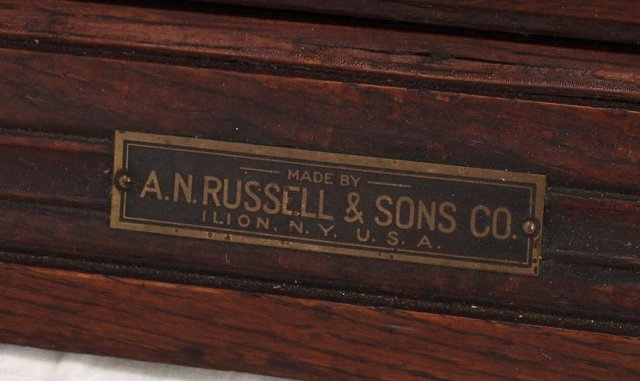 MADE BY
A.N. RUSSELL & SONS CO.
ILION, N.Y. U.S.A.